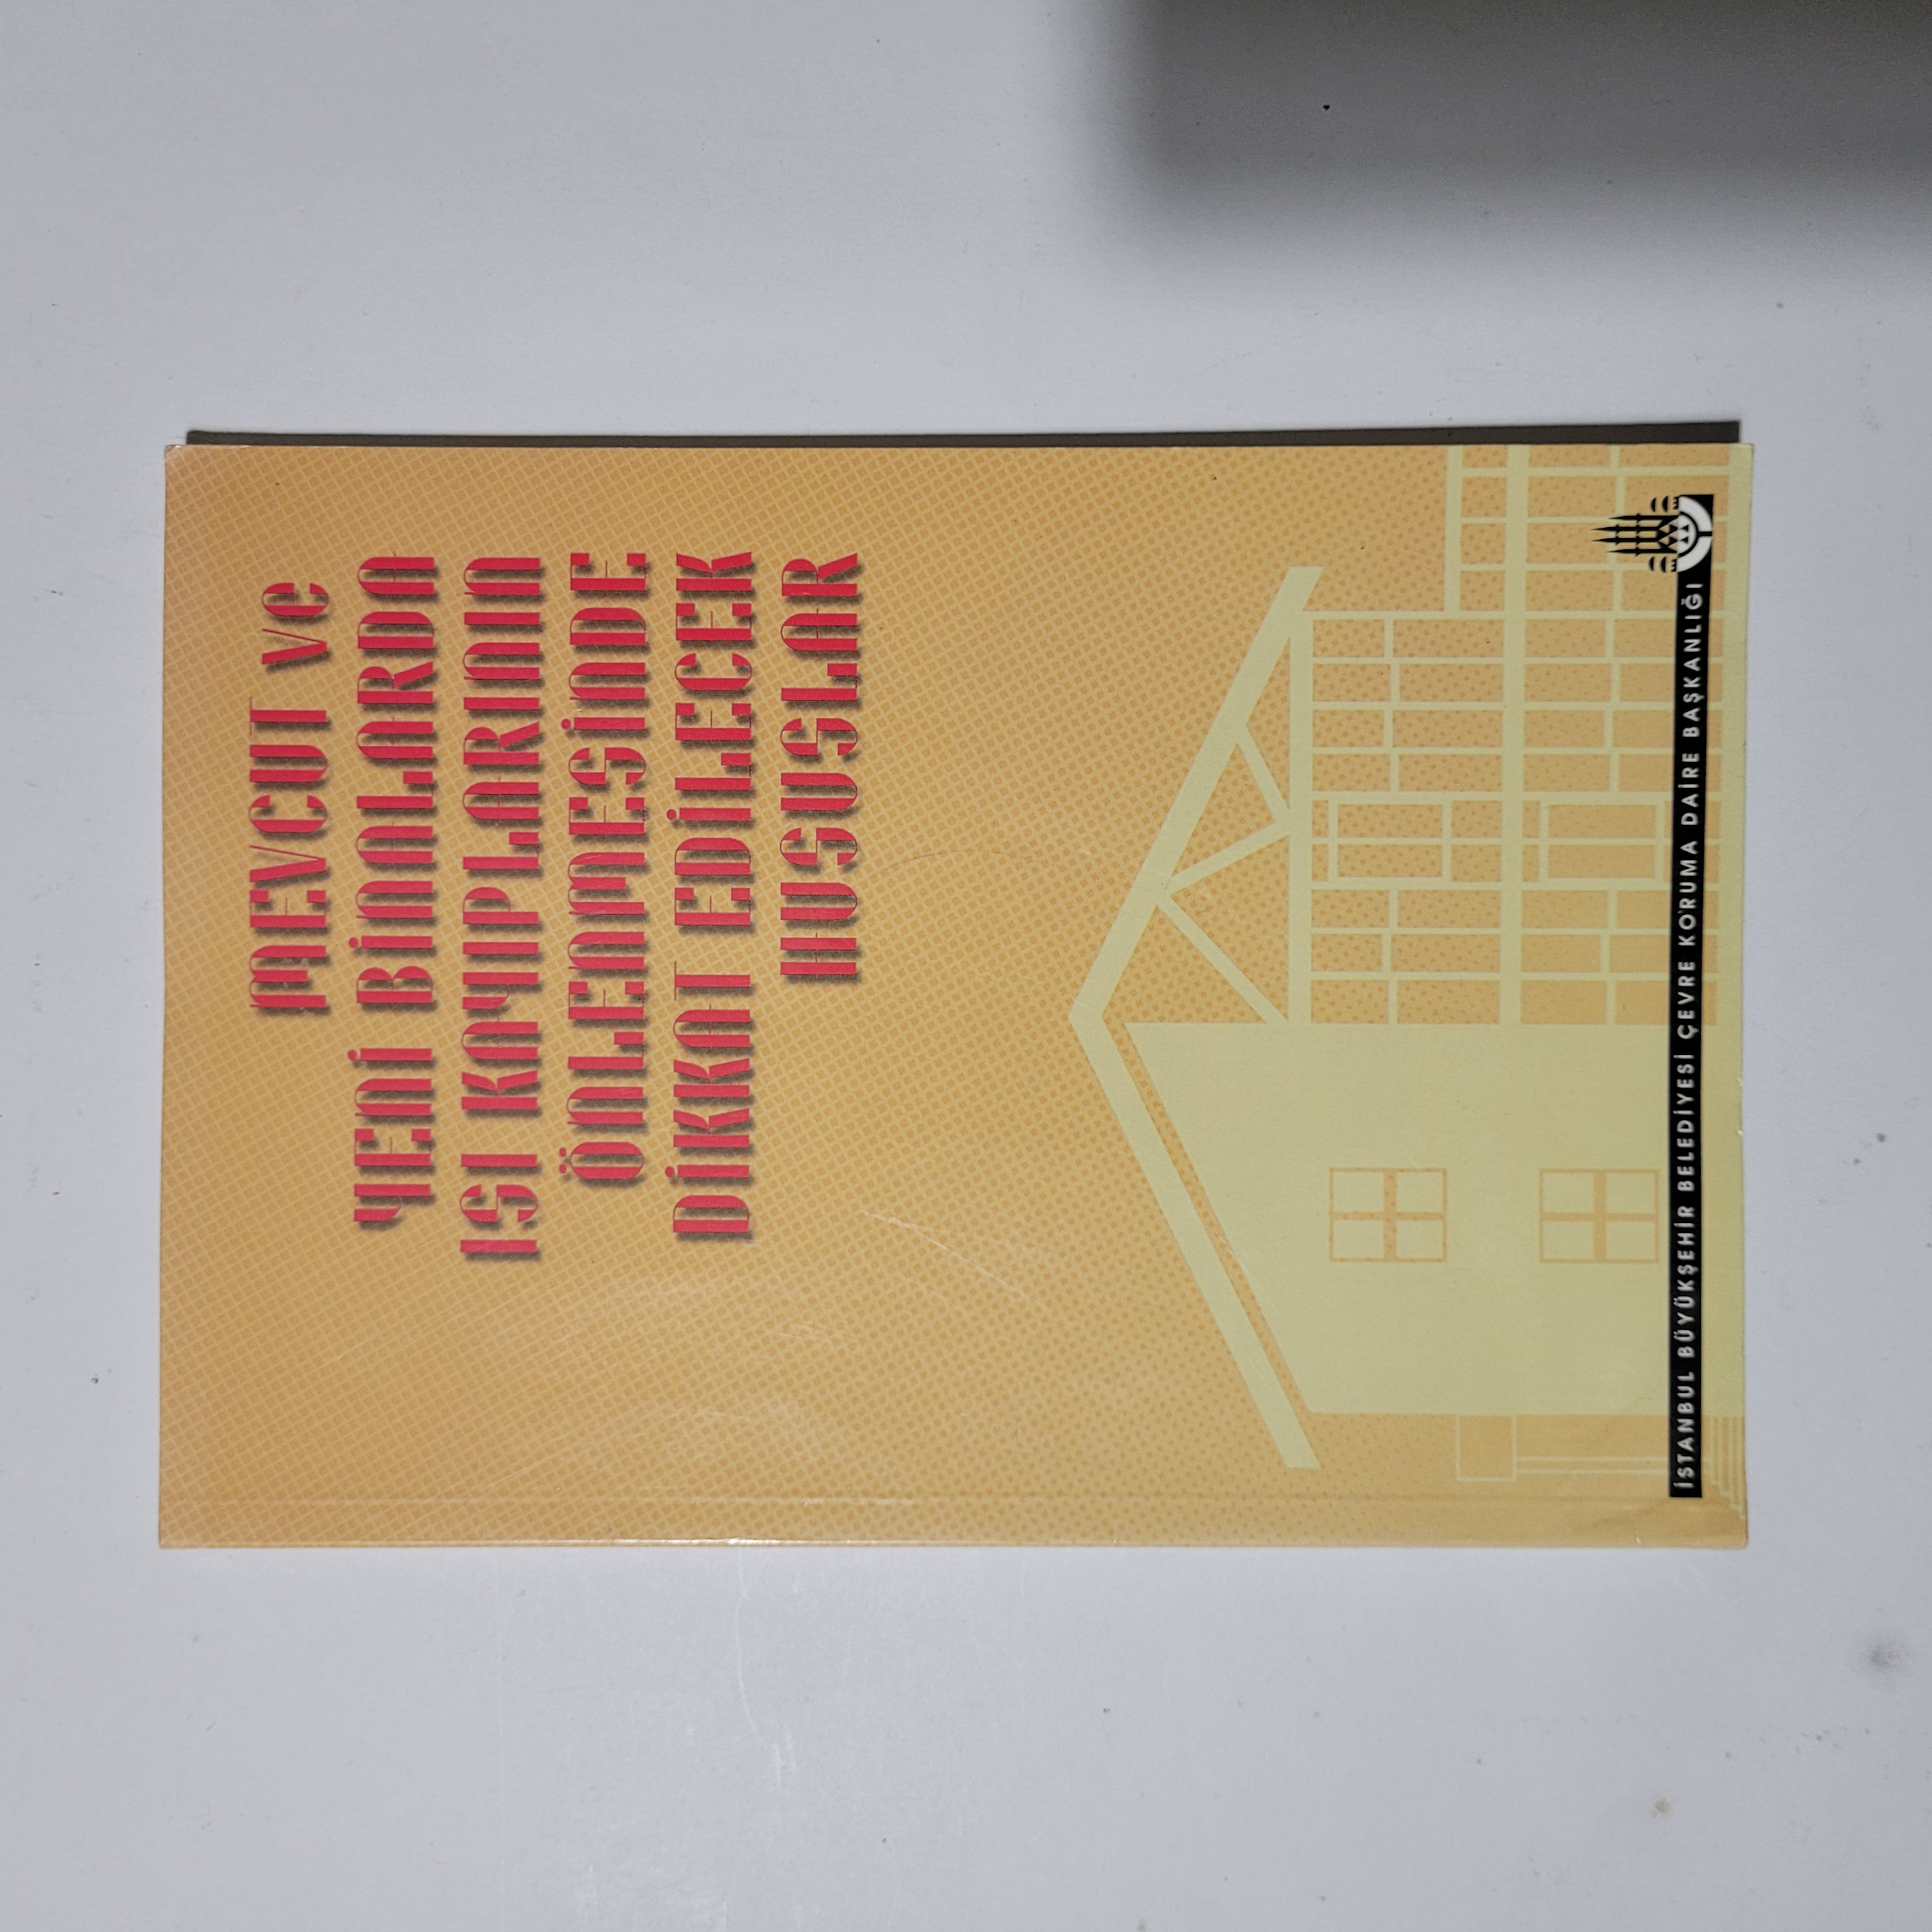 MEVCUT ve
YENİ BİNALARDA
ISI KAYIPLARININ
ÖNLENMESİNDE
DİKKAT EDİLECEK
HUSUSLAR
İSTANBUL BÜYÜKŞEHİR BELEDİYESİ ÇEVRE KORUMA DAİRE BAŞKANLIĞI